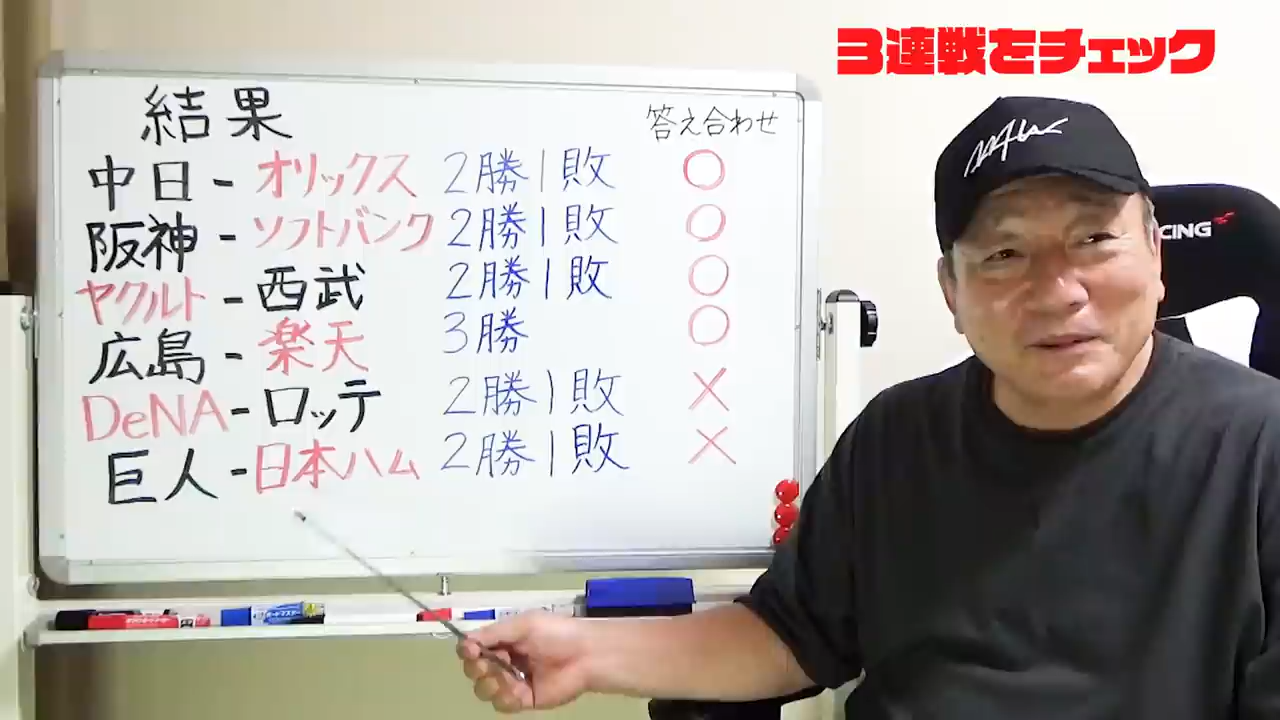 3連戦をチェック
結果 答え合わせ
中日-オリックス 2勝1敗 ○
阪神-ソフトバンク 2勝1敗 ○
ヤクルト-西武 2勝1敗 ○
広島-楽天 3勝 ○
DeNA-ロッテ 2勝1敗 ×
巨人-日本ハム 2勝1敗 ×
CING